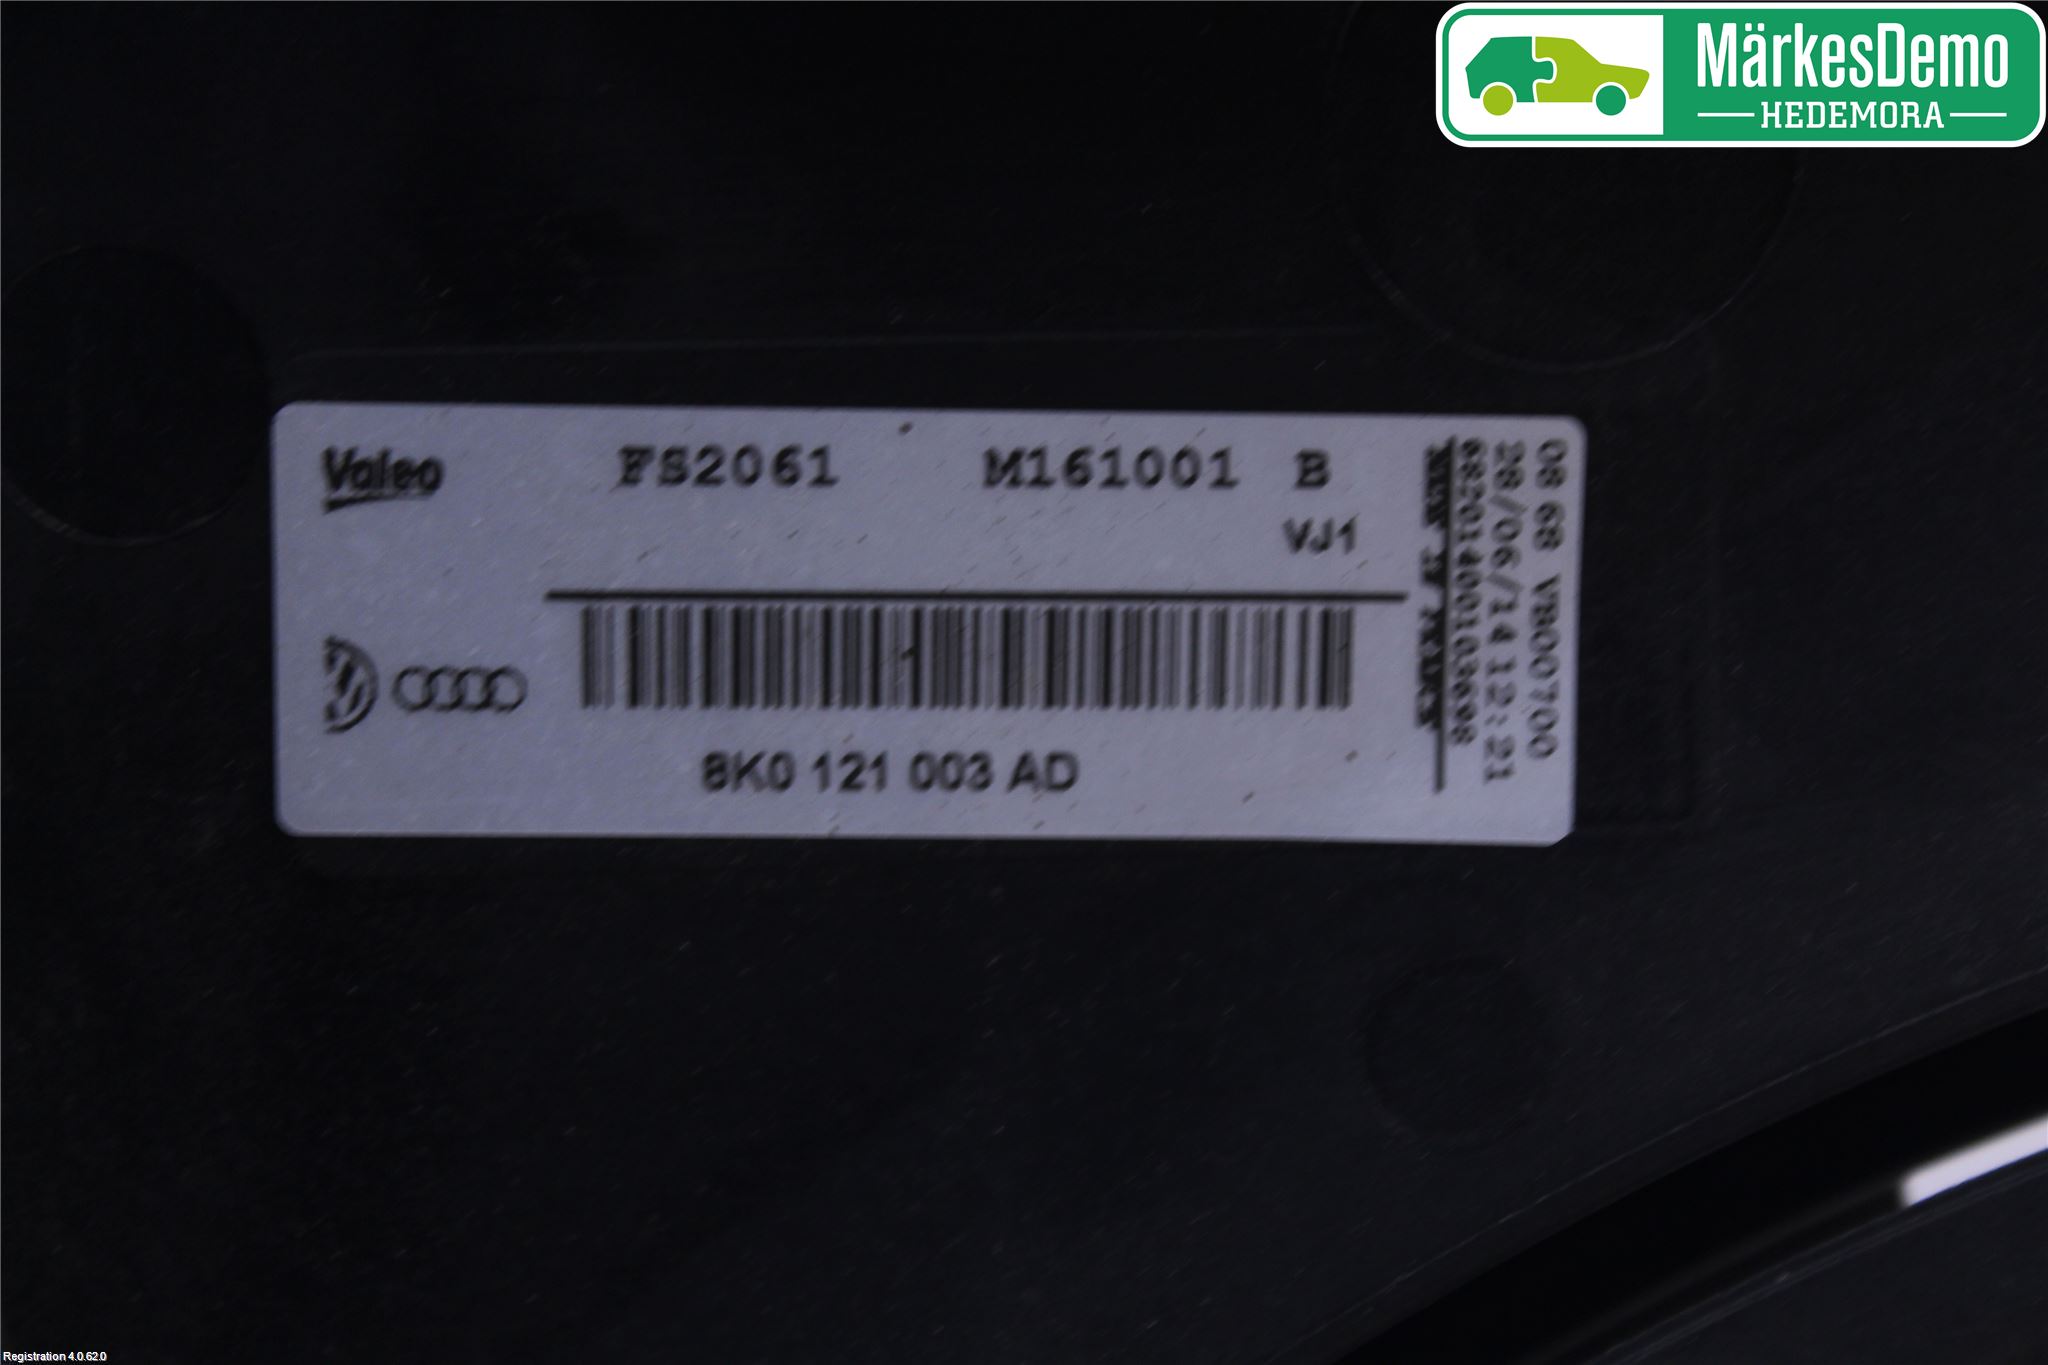 MärkesDemo
HEDEMORA
Valeo
FS2061 M161001 B
VJ1
8K0 121 003 AD
08 68 VB00700
28/06/14 12:21
08201400103698
Registration 4.0.62.0